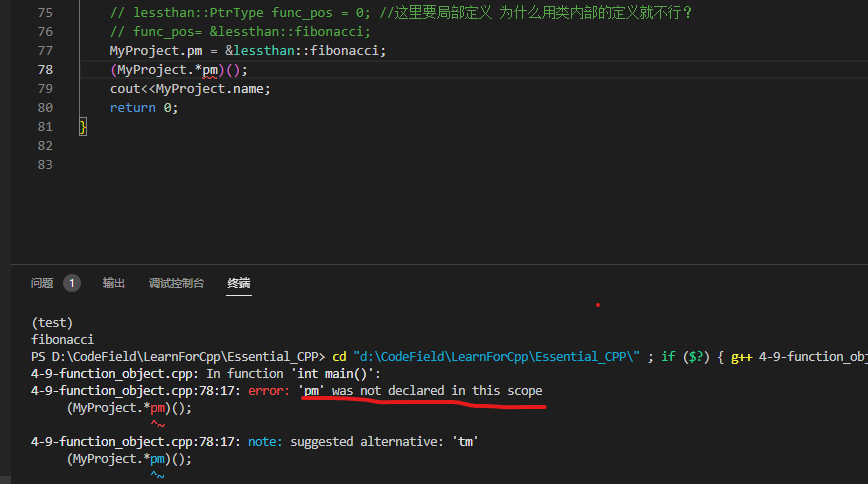 75 // lessthan::PtrType func_pos = 0; //这里要局部定义 为什么用类内部的定义就不行？
76 // func_pos= &lessthan::fibonacci;
77 MyProject.pm = &lessthan::fibonacci;
78 (MyProject.*pm)();
79 cout<<MyProject.name;
80 return 0;
81 }
82
83
问题 1 输出 调试控制台 终端
(test)
fibonacci
PS D:\CodeField\LearnForCpp\Essential_CPP> cd "d:\CodeField\LearnForCpp\Essential_CPP\" ; if ($?) { g++ 4-9-function_obj
4-9-function_object.cpp: In function 'int main()':
4-9-function_object.cpp:78:17: error: 'pm' was not declared in this scope
(MyProject.*pm)();
^~
4-9-function_object.cpp:78:17: note: suggested alternative: 'tm'
(MyProject.*pm)();
^~